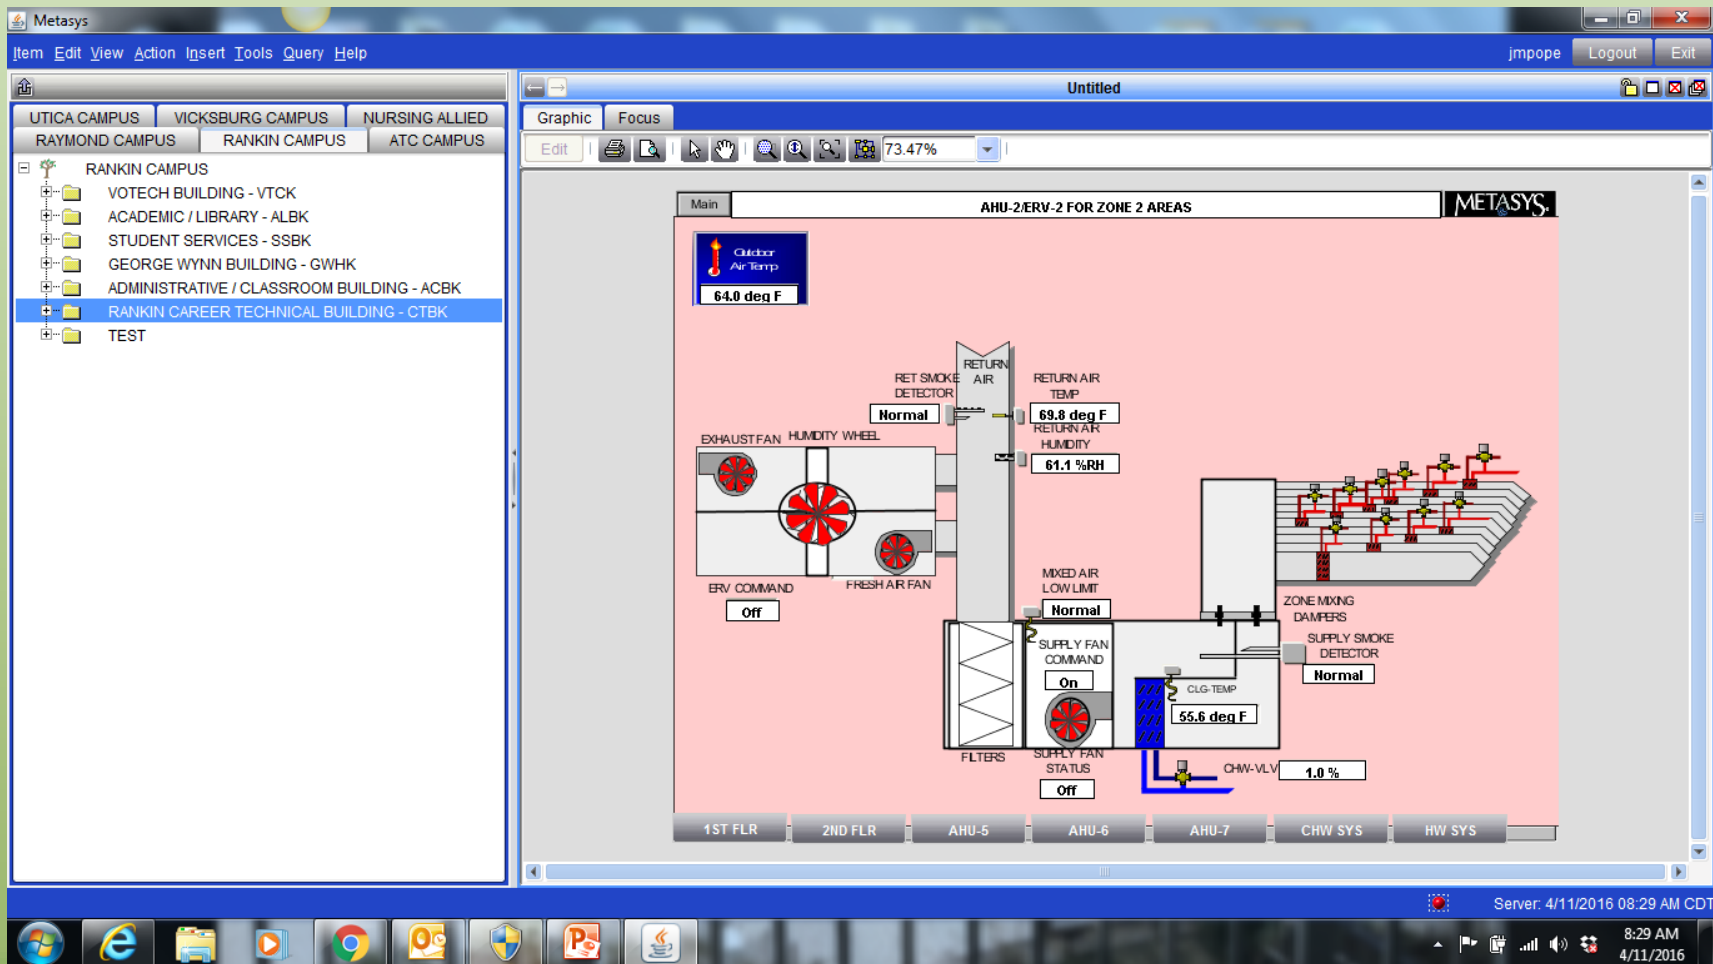 Metasys
Item Edit View Action Insert Tools Query Help
jmpope Logout Exit
Untitled
UTICA CAMPUS VICKSBURG CAMPUS NURSING ALLIED
RAYMOND CAMPUS RANKIN CAMPUS ATC CAMPUS
RANKIN CAMPUS
VOTECH BUILDING - VTCK
ACADEMIC / LIBRARY - ALBK
STUDENT SERVICES - SSBK
GEORGE WYNN BUILDING - GWHK
ADMINISTRATIVE / CLASSROOM BUILDING - ACBK
RANKIN CAREER TECHNICAL BUILDING - CTBK
TEST
Graphic Focus
Edit 73.47%
Main AHU-2/ERV-2 FOR ZONE 2 AREAS METASYS.
Outdoor
Air Temp
64.0 deg F
RETURN
AIR
RET SMOKE
DETECTOR
Normal
RETURN AIR
TEMP
69.8 deg F
RETURN AIR
HUMIDITY
61.1 %RH
EXHAUST FAN HUMIDITY WHEEL
ERV COMMAND
Off
FRESH AIR FAN
MIXED AIR
LOW LIMIT
Normal
SUPPLY FAN
COMMAND
On
ZONE MIXING
DAMPERS
SUPPLY SMOKE
DETECTOR
Normal
CLG-TEMP
55.6 deg F
FILTERS
SUPPLY FAN
STATUS
Off
CHW-VLV 1.0 %
1ST FLR 2ND FLR AHU-5 AHU-6 AHU-7 CHW SYS HW SYS
Server: 4/11/2016 08:29 AM CDT
8:29 AM
4/11/2016